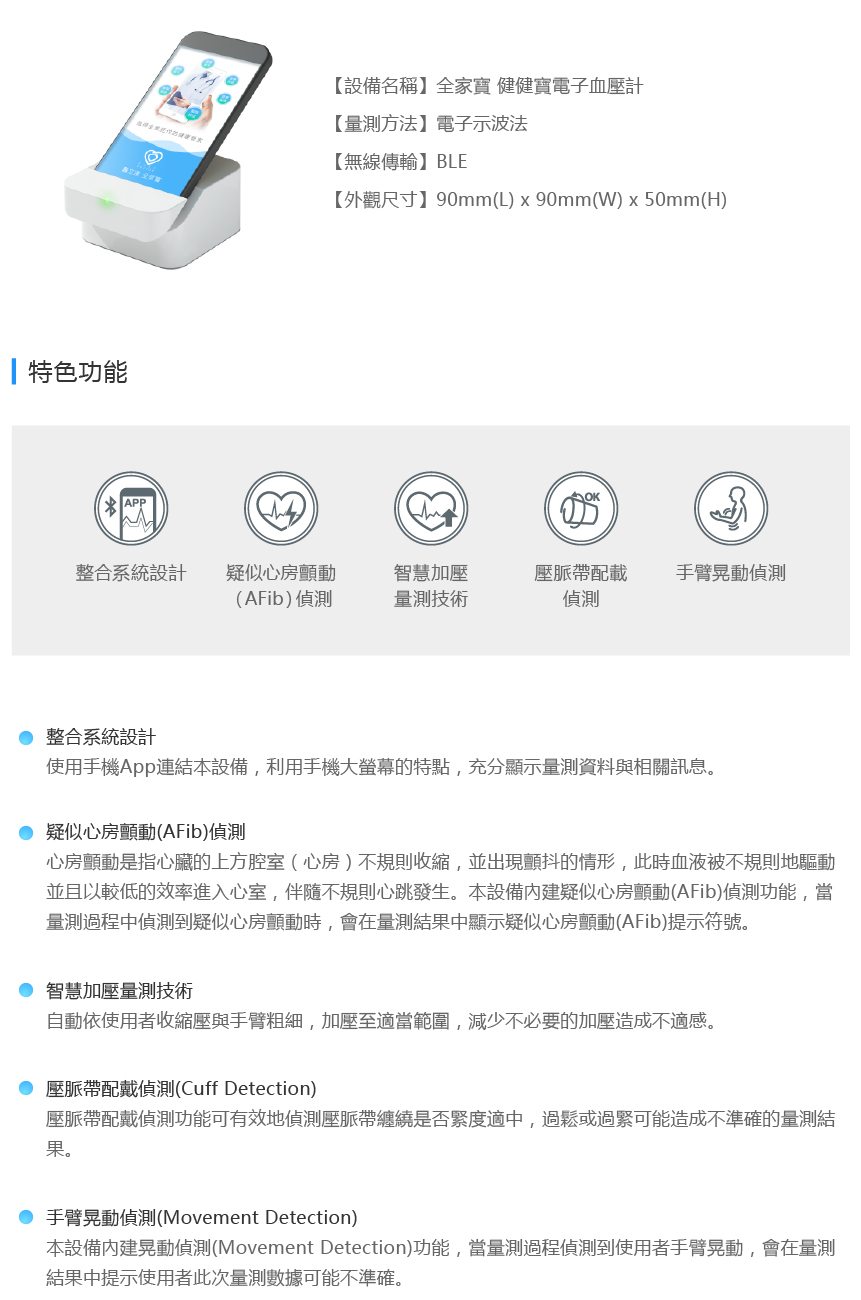 【設備名稱】全家寶 健健寶電子血壓計
【量測方法】電子示波法
【無線傳輸】BLE
【外觀尺寸】90mm(L) x 90mm(W) x 50mm(H)
特色功能
APP
OK
整合系統設計
疑似心房顫動
(AFib)偵測
智慧加壓
量測技術
壓脈帶配載
偵測
手臂晃動偵測
整合系統設計
使用手機App連結本設備,利用手機大螢幕的特點,充分顯示量測資料與相關訊息。
疑似心房顫動(AFib)偵測
心房顫動是指心臟的上方腔室(心房)不規則收縮,並出現顫抖的情形,此時血液被不規則地驅動
並且以較低的效率進入心室,伴隨不規則心跳發生。本設備內建疑似心房顫動(AFib)偵測功能,當
量測過程中偵測到疑似心房顫動時,會在量測結果中顯示疑似心房顫動(AFib)提示符號。
智慧加壓量測技術
自動依使用者收縮壓與手臂粗細,加壓至適當範圍,減少不必要的加壓造成不適感。
壓脈帶配戴偵測(Cuff Detection)
壓脈帶配戴偵測功能可有效地偵測壓脈帶纏繞是否緊度適中,過鬆或過緊可能造成不準確的量測結
果。
手臂晃動偵測(Movement Detection)
本設備內建晃動偵測(Movement Detection)功能,當量測過程偵測到使用者手臂晃動,會在量測
結果中提示使用者此次量測數據可能不準確。